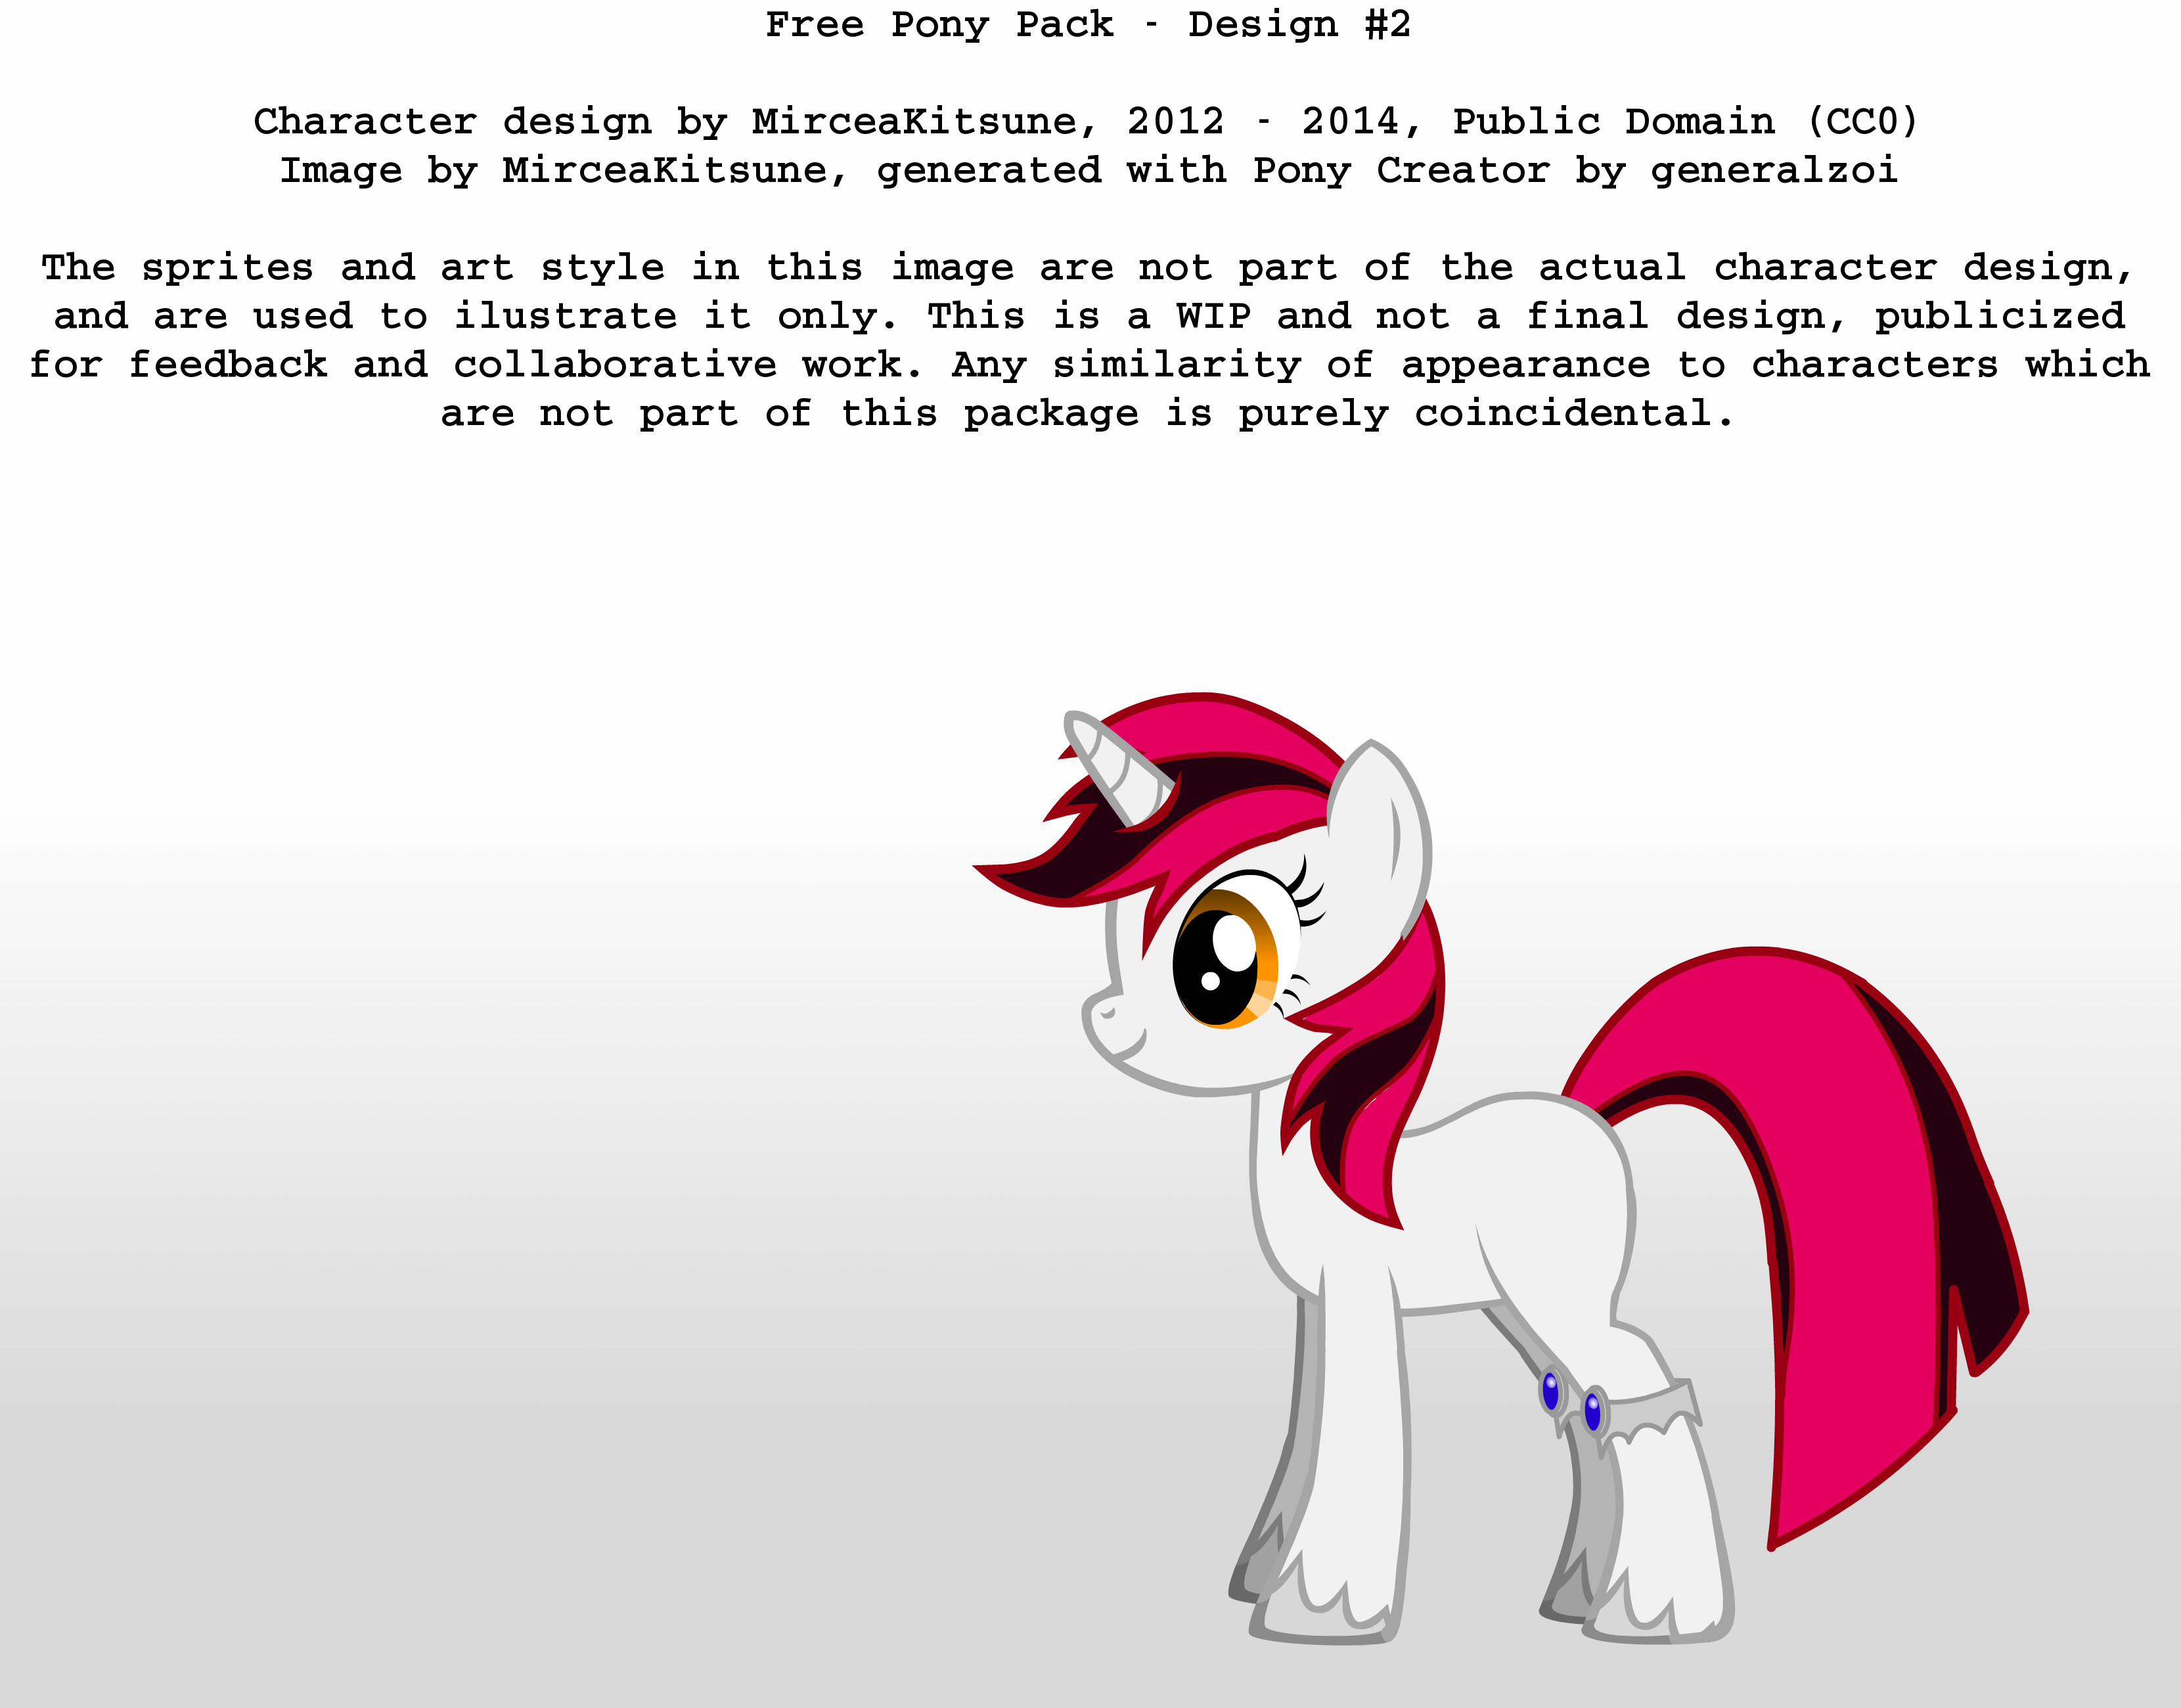 Free Pony Pack - Design #2
Character design by MirceaKitsune, 2012 - 2014, Public Domain (CC0)
Image by MirceaKitsune, generated with Pony Creator by generalzoi
The sprites and art style in this image are not part of the actual character design,
and are used to ilustrate it only. This is a WIP and not a final design, publicized
for feedback and collaborative work. Any similarity of appearance to characters which
are not part of this package is purely coincidental.